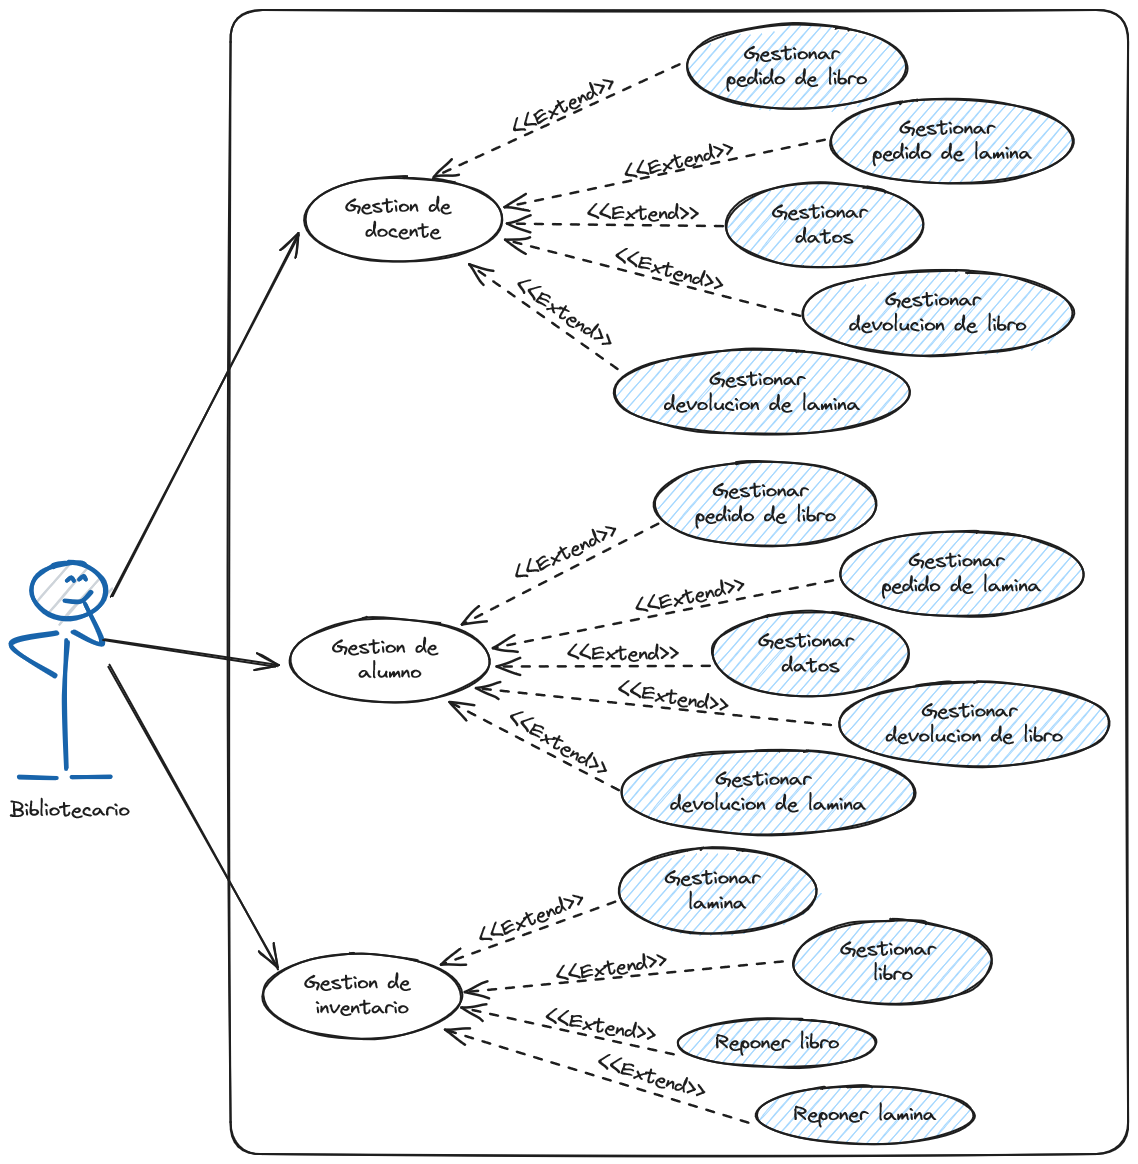 Gestionar
pedido de libro
<<Extend>>
Gestionar
pedido de lamina
<<Extend>>
Gestion de
docente
<<Extend>>
Gestionar
datos
<<Extend>>
Gestionar
devolucion de libro
<<Extend>>
Gestionar
devolucion de lamina
Gestionar
pedido de libro
<<Extend>>
Gestionar
pedido de lamina
<<Extend>>
Gestion de
alumno
<<Extend>>
Gestionar
datos
<<Extend>>
Gestionar
devolucion de libro
<<Extend>>
Gestionar
devolucion de lamina
Bibliotecario
Gestionar
lamina
<<Extend>>
Gestionar
libro
<<Extend>>
Gestion de
inventario
<<Extend>>
Reponer libro
<<Extend>>
Reponer lamina